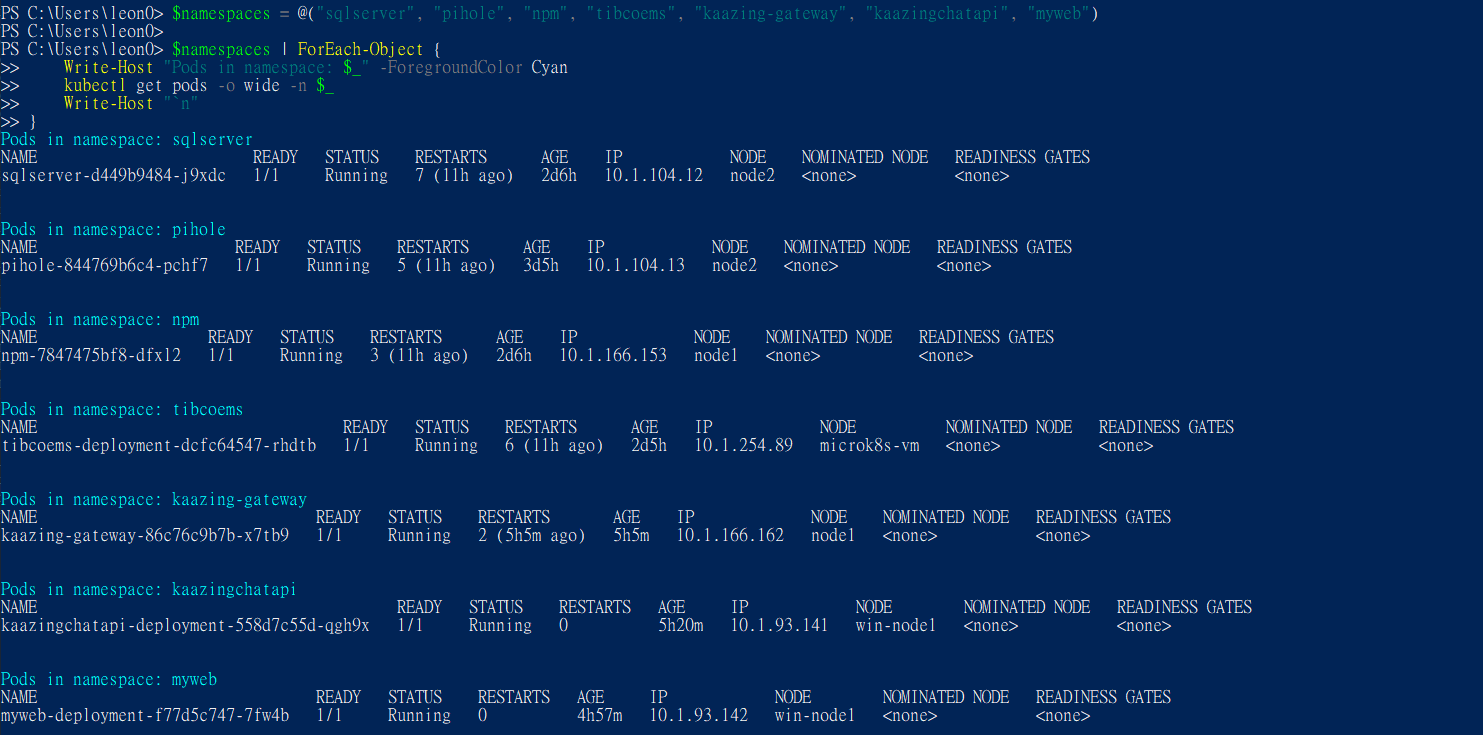 PS C:\Users\leon0> $namespaces = @("sqlserver", "pihole", "npm", "tibcoems", "kaazing-gateway", "kaazingchatapi", "myweb")
PS C:\Users\leon0>
PS C:\Users\leon0> $namespaces | ForEach-Object {
>>     Write-Host "Pods in namespace: $_" -ForegroundColor Cyan
>>     kubectl get pods -o wide -n $_
>>     Write-Host "`n"
>> }
Pods in namespace: sqlserver
NAME                        READY   STATUS    RESTARTS      AGE    IP            NODE    NOMINATED NODE   READINESS GATES
sqlserver-d449b9484-j9xdc   1/1     Running   7 (11h ago)   2d6h   10.1.104.12   node2   <none>           <none>
Pods in namespace: pihole
NAME                      READY   STATUS    RESTARTS      AGE    IP            NODE    NOMINATED NODE   READINESS GATES
pihole-844769b6c4-pchf7   1/1     Running   5 (11h ago)   3d5h   10.1.104.13   node2   <none>           <none>
Pods in namespace: npm
NAME                   READY   STATUS    RESTARTS      AGE    IP             NODE    NOMINATED NODE   READINESS GATES
npm-7847475bf8-dfxl2   1/1     Running   3 (11h ago)   2d6h   10.1.166.153   node1   <none>           <none>
Pods in namespace: tibcoems
NAME                                  READY   STATUS    RESTARTS      AGE    IP            NODE          NOMINATED NODE   READINESS GATES
tibcoems-deployment-dcfc64547-rhdtb   1/1     Running   6 (11h ago)   2d5h   10.1.254.89   microk8s-vm   <none>           <none>
Pods in namespace: kaazing-gateway
NAME                               READY   STATUS    RESTARTS       AGE    IP             NODE    NOMINATED NODE   READINESS GATES
kaazing-gateway-86c76c9b7b-x7tb9   1/1     Running   2 (5h5m ago)   5h5m   10.1.166.162   node1   <none>           <none>
Pods in namespace: kaazingchatapi
NAME                                        READY   STATUS    RESTARTS   AGE     IP            NODE        NOMINATED NODE   READINESS GATES
kaazingchatapi-deployment-558d7c55d-qgh9x   1/1     Running   0          5h20m   10.1.93.141   win-node1   <none>           <none>
Pods in namespace: myweb
NAME                               READY   STATUS    RESTARTS   AGE     IP            NODE        NOMINATED NODE   READINESS GATES
myweb-deployment-f77d5c747-7fw4b   1/1     Running   0          4h57m   10.1.93.142   win-node1   <none>           <none>